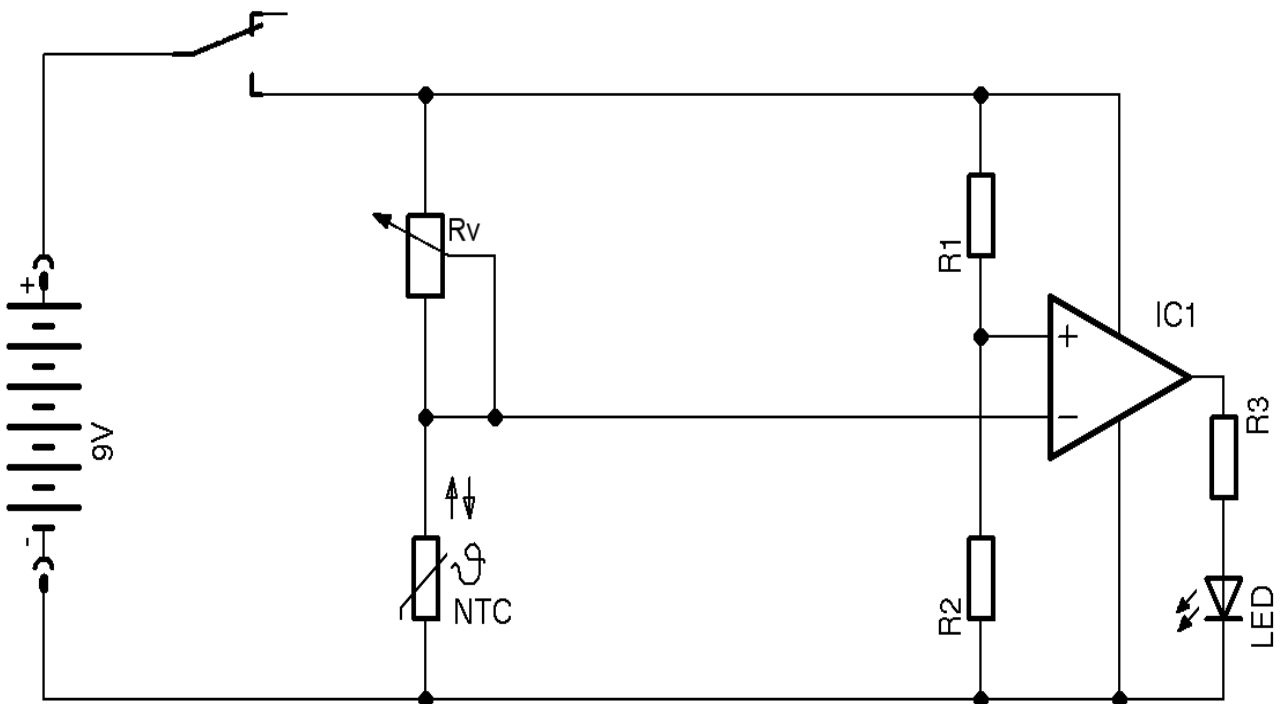 Rv
R1
IC1
+
+
9V
-
-
R3
ϑ
NTC
R2
LED